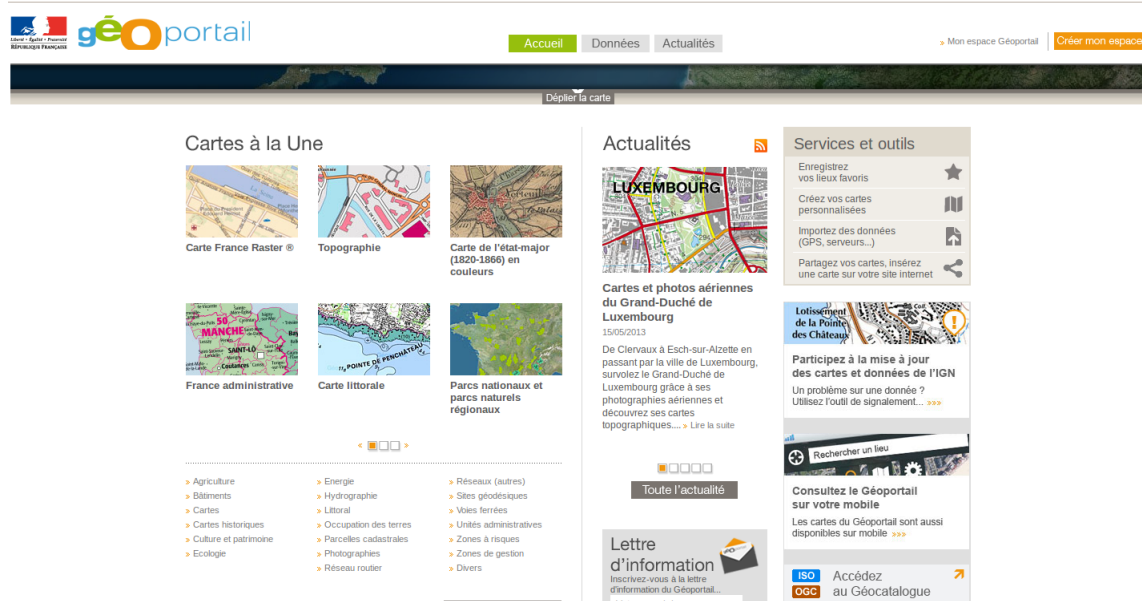 Liberté • Égalité • Fraternité
RÉPUBLIQUE FRANÇAISE
géoportail
Accueil
Données
Actualités
» Mon espace Géoportail
Créer mon espace
Déplier la carte
Cartes à la Une
Carte France Raster ®
Topographie
Carte de l'état-major
(1820-1866) en
couleurs
50
MANCHE
SAINT-LÔ
Coutances
POINTE DE PENCHÂTEAU
France administrative
Carte littorale
Parcs nationaux et
parcs naturels
régionaux
» Agriculture
» Bâtiments
» Cartes
» Cartes historiques
» Culture et patrimoine
» Ecologie
» Energie
» Hydrographie
» Littoral
» Occupation des terres
» Parcelles cadastrales
» Photographies
» Réseau routier
» Réseaux (autres)
» Sites géodésiques
» Voies ferrées
» Unités administratives
» Zones à risques
» Zones de gestion
» Divers
Actualités
LUXEMBOURG
Cartes et photos aériennes
du Grand-Duché de
Luxembourg
15/05/2013
De Clervaux à Esch-sur-Alzette en
passant par la ville de Luxembourg,
survolez le Grand-Duché de
Luxembourg grâce à ses
photographies aériennes et
découvrez ses cartes
topographiques.... » Lire la suite
Toute l'actualité
Lettre
d'information
Inscrivez-vous à la lettre
d'information du Géoportail...
Services et outils
Enregistrez
vos lieux favoris
Créez vos cartes
personnalisées
Importez des données
(GPS, serveurs...)
Partagez vos cartes, insérez
une carte sur votre site internet
Lotissement
de la Pointe
des Châteaux
Participez à la mise à jour
des cartes et données de l'IGN
Un problème sur une donnée ?
Utilisez l'outil de signalement... »»»
Rechercher un lieu
Consultez le Géoportail
sur votre mobile
Les cartes du Géoportail sont aussi
disponibles sur mobile »»»
ISO
OGC
Accédez
au Géocatalogue